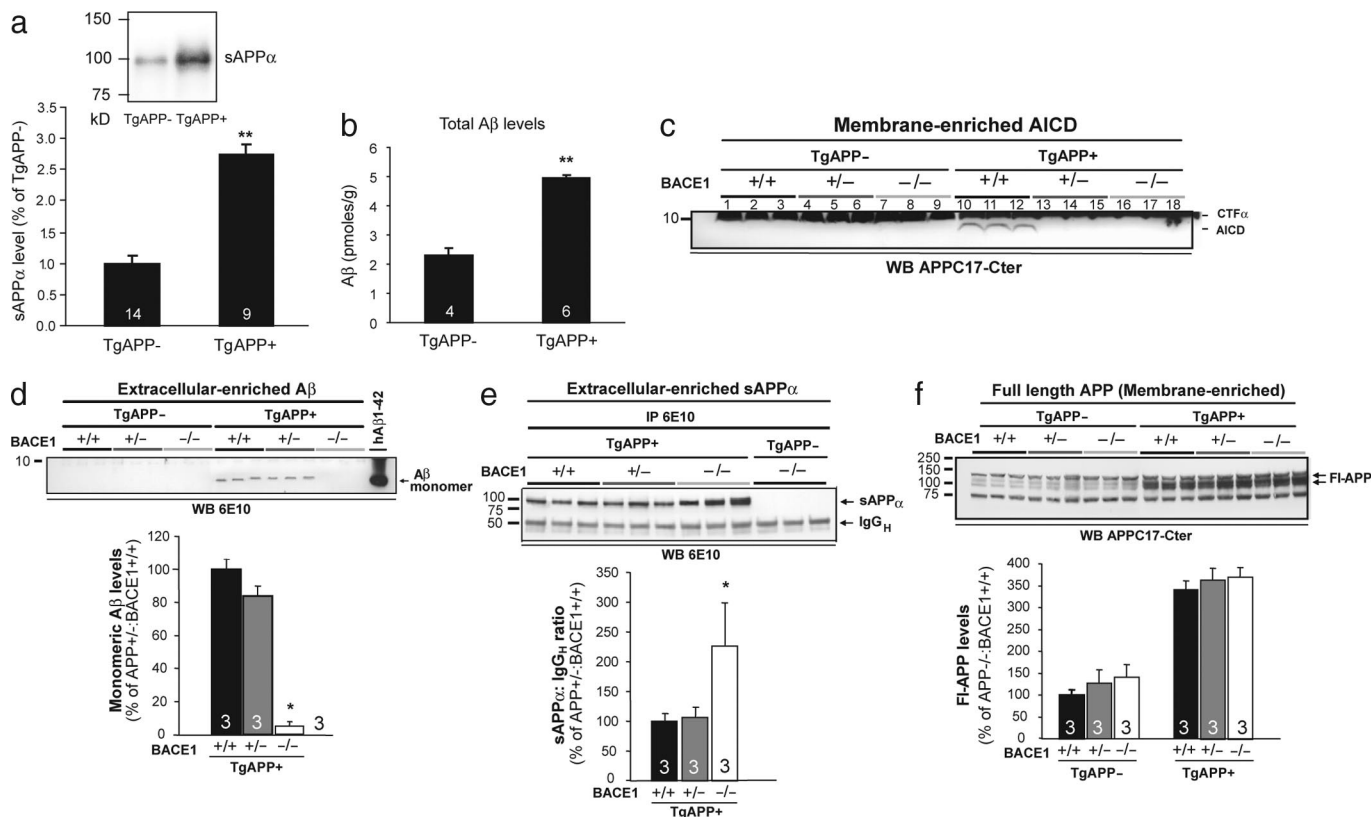 a
150
100
75
kD
sAPPα
TgAPP- TgAPP+
sAPPα level (% of TgAPP-)
3.5
3.0
2.5
2.0
1.5
1.0
0.5
0.0
**
14
9
TgAPP-
TgAPP+
b
Total Aβ levels
Aβ (pmoles/g)
6
5
4
3
2
1
0
**
4
6
TgAPP-
TgAPP+
c
Membrane-enriched AICD
TgAPP−
TgAPP+
BACE1
+/+ +/− −/− +/+ +/− −/−
1 2 3 4 5 6 7 8 9 10 11 12 13 14 15 16 17 18
10
CTFα
AICD
WB APPC17-Cter
d
Extracellular-enriched Aβ
TgAPP−
TgAPP+
hAβ1-42
BACE1 +/+ +/− −/− +/+ +/− −/−
10
Aβ
monomer
WB 6E10
Monomeric Aβ levels
(% of APP+/-:BACE1+/+)
120
100
80
60
40
20
0
*
3 3 3
BACE1 +/+ +/− −/−
TgAPP+
e
Extracellular-enriched sAPPα
IP 6E10
TgAPP+
TgAPP−
BACE1 +/+ +/− −/− −/−
100
75
50
sAPPα
IgGH
WB 6E10
sAPPα: IgGH ratio
(% of APP+/-:BACE1+/+)
350
300
250
200
150
100
50
0
*
3 3 3
BACE1 +/+ +/− −/−
TgAPP+
f
Full length APP (Membrane-enriched)
TgAPP−
TgAPP+
BACE1 +/+ +/− −/− +/+ +/− −/−
250
150
100
75
Fl-APP
WB APPC17-Cter
Fl-APP levels
(% of APP-/-:BACE1+/+)
400
350
300
250
200
150
100
50
0
3 3 3 3 3 3
BACE1 +/+ +/− −/− +/+ +/− −/−
TgAPP−
TgAPP+